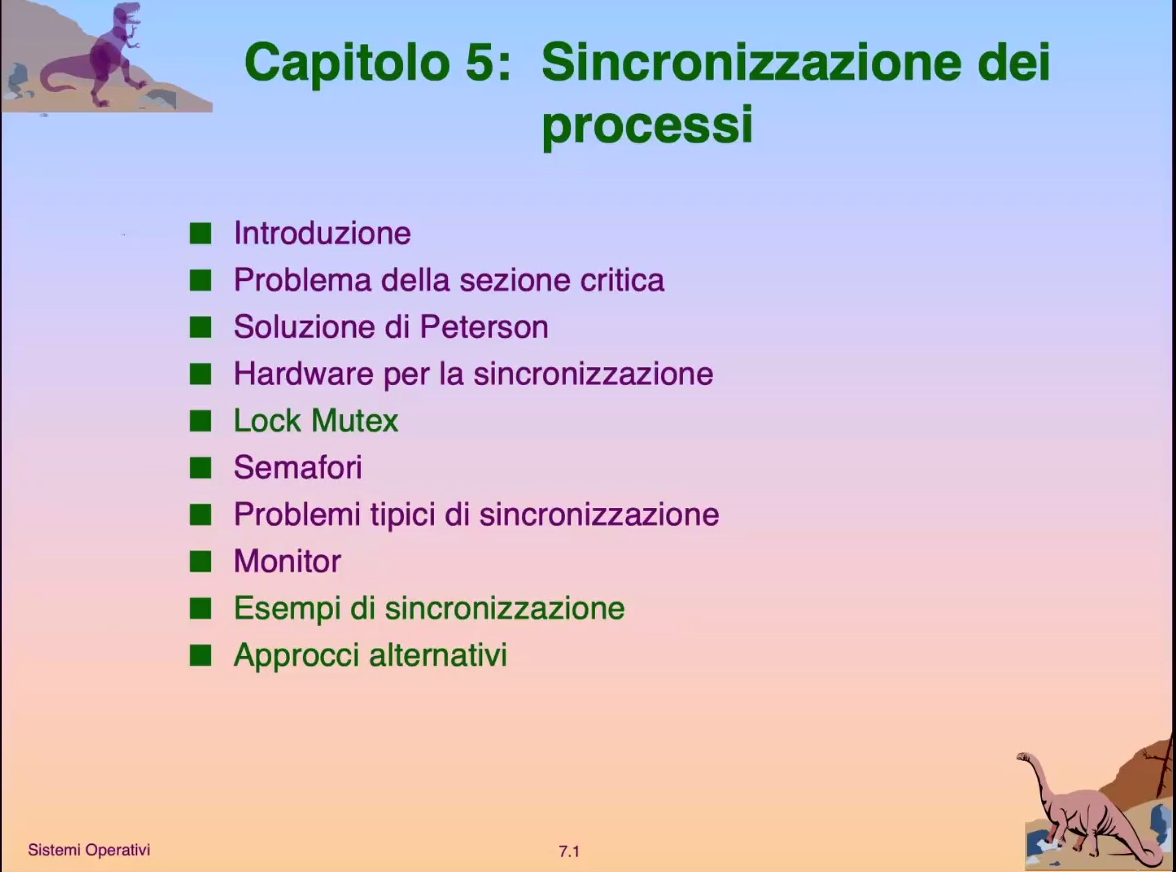 Capitolo 5: Sincronizzazione dei
processi
Introduzione
Problema della sezione critica
Soluzione di Peterson
Hardware per la sincronizzazione
Lock Mutex
Semafori
Problemi tipici di sincronizzazione
Monitor
Esempi di sincronizzazione
Approcci alternativi
Sistemi Operativi
7.1